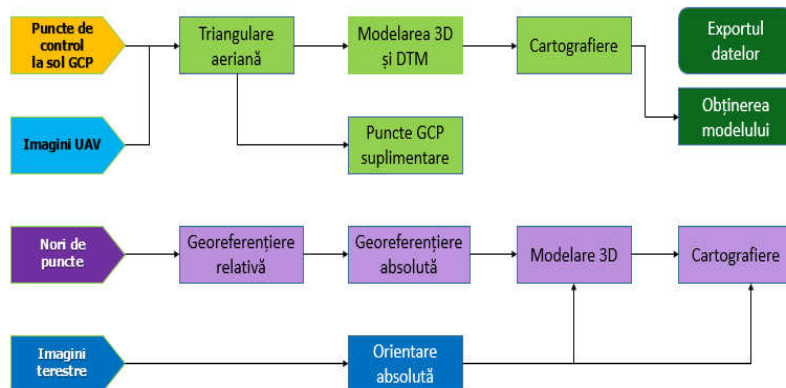 Puncte de
control
la sol GCP
Triangulare
aeriană
Modelarea 3D
și DTM
Cartografiere
Exportul
datelor
Imagini UAV
Puncte GCP
suplimentare
Obținerea
modelului
Nori de
puncte
Georeferențiere
relativă
Georeferențiere
absolută
Modelare 3D
Cartografiere
Imagini
terestre
Orientare
absolută